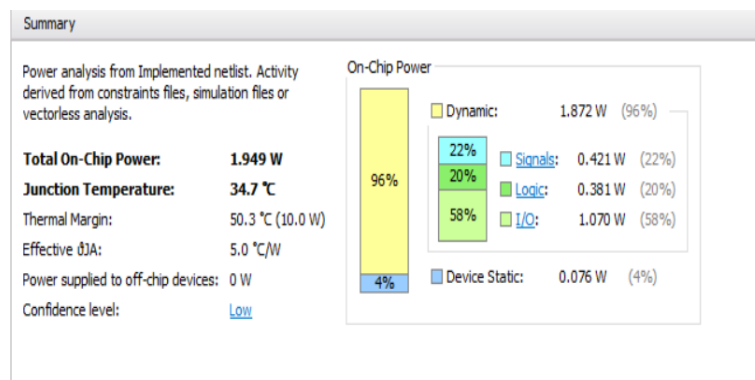 Summary
Power analysis from Implemented netlist. Activity
derived from constraints files, simulation files or
vectorless analysis.
Total On-Chip Power: 1.949 W
Junction Temperature: 34.7 °C
Thermal Margin: 50.3 °C (10.0 W)
Effective ϑJA: 5.0 °C/W
Power supplied to off-chip devices: 0 W
Confidence level: Low
On-Chip Power
96%
4%
Dynamic: 1.872 W (96%)
22%
20%
58%
Signals: 0.421 W (22%)
Logic: 0.381 W (20%)
I/O: 1.070 W (58%)
Device Static: 0.076 W (4%)